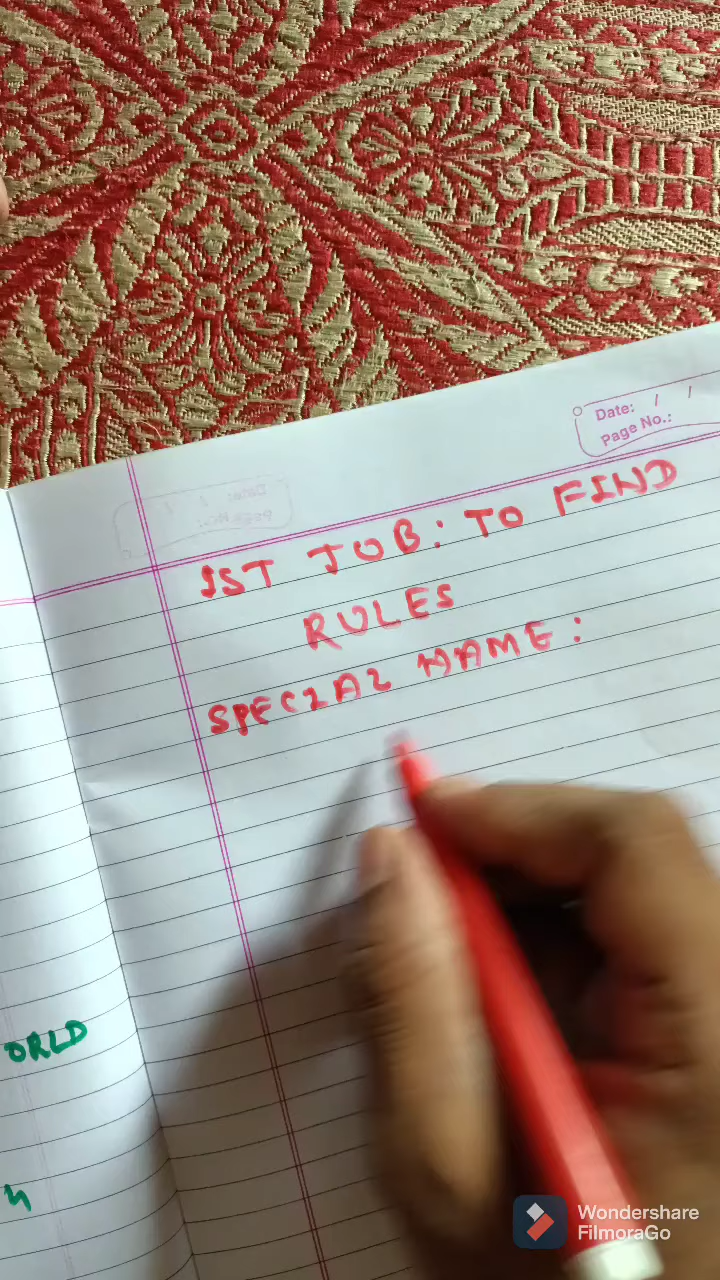 Date: / /
Page No.:
1ST JOB: TO FIND
RULES
SPECIAL NAME:
ORLD
Wondershare
FilmoraGo